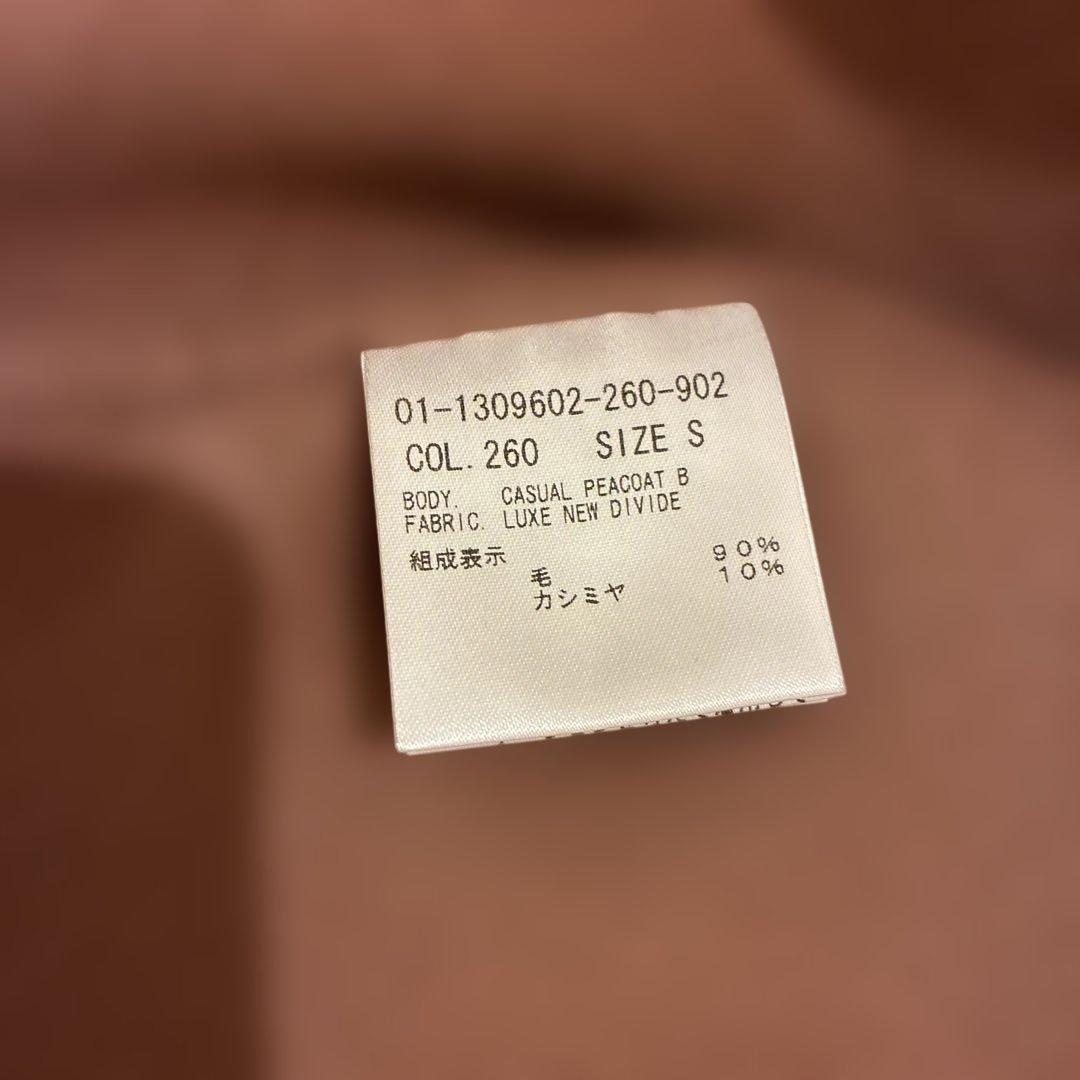 01-1309602-260-902
COL. 260 SIZE S
BODY. CASUAL PEACOAT B
FABRIC. LUXE NEW DIVIDE
組成表示
毛 90%
カシミヤ 10%